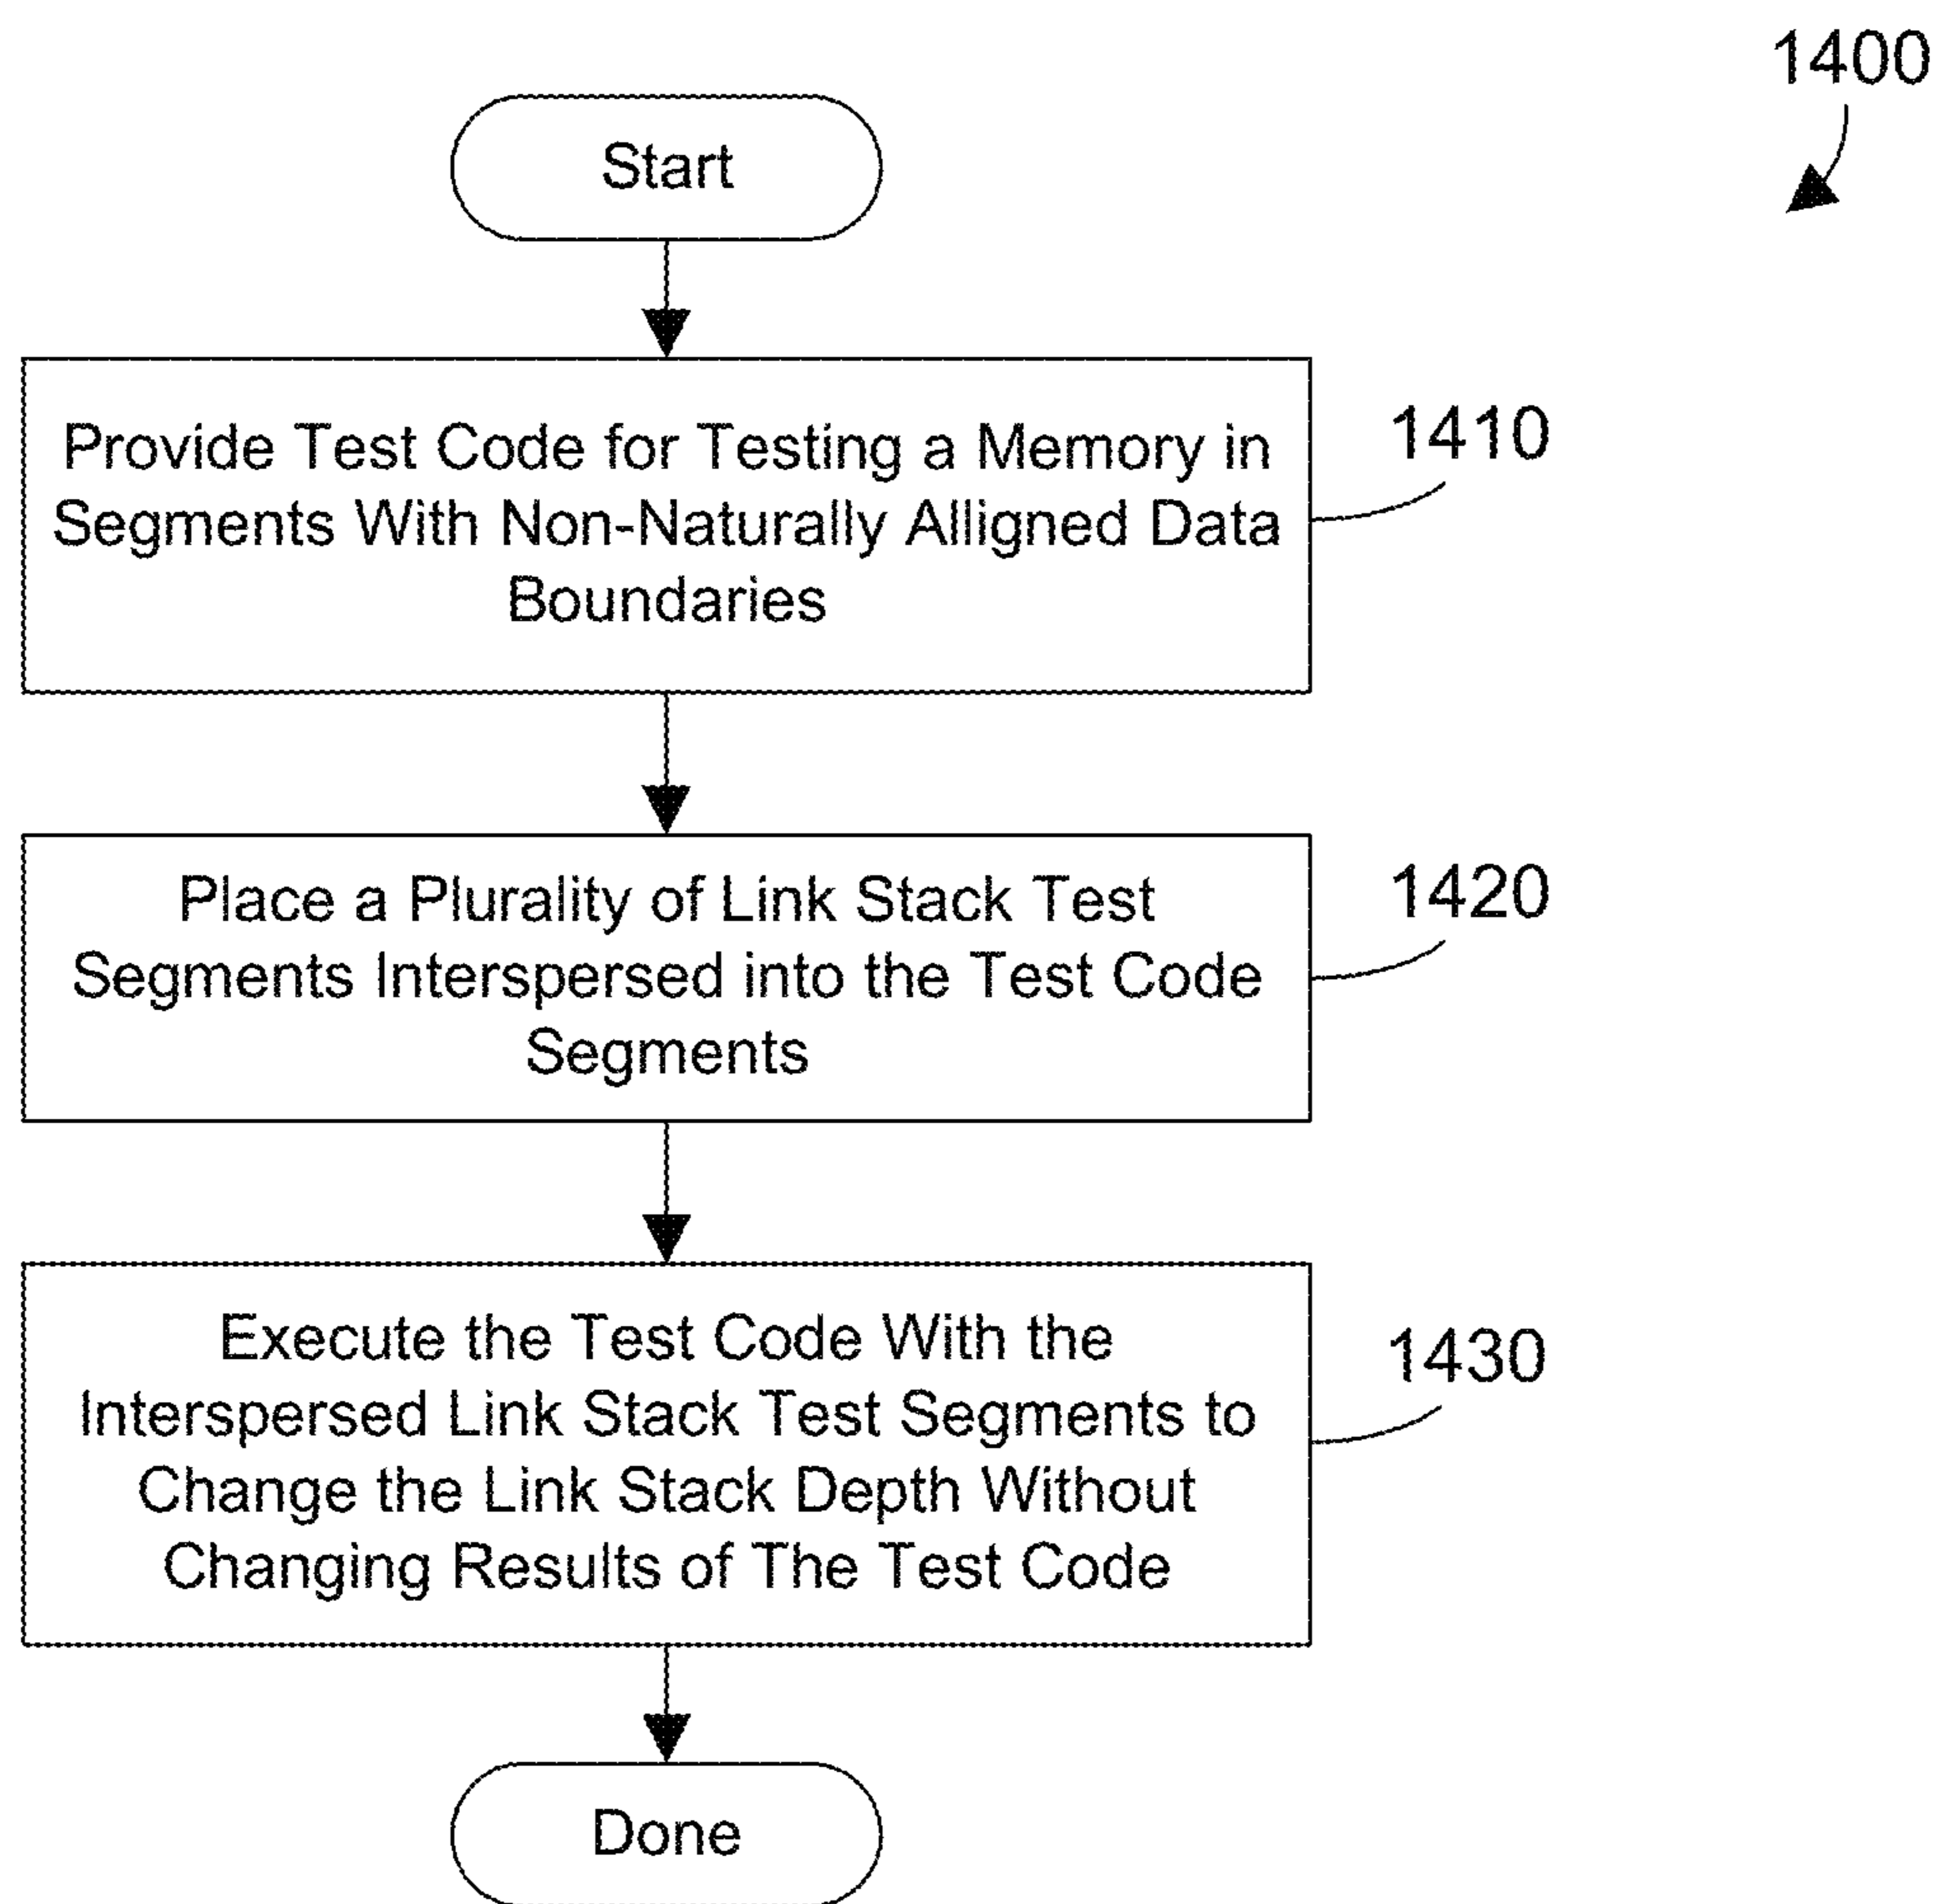 1400
Start
Provide Test Code for Testing a Memory in
Segments With Non-Naturally Alligned Data
Boundaries
1410
Place a Plurality of Link Stack Test
Segments Interspersed into the Test Code
Segments
1420
Execute the Test Code With the
Interspersed Link Stack Test Segments to
Change the Link Stack Depth Without
Changing Results of The Test Code
1430
Done